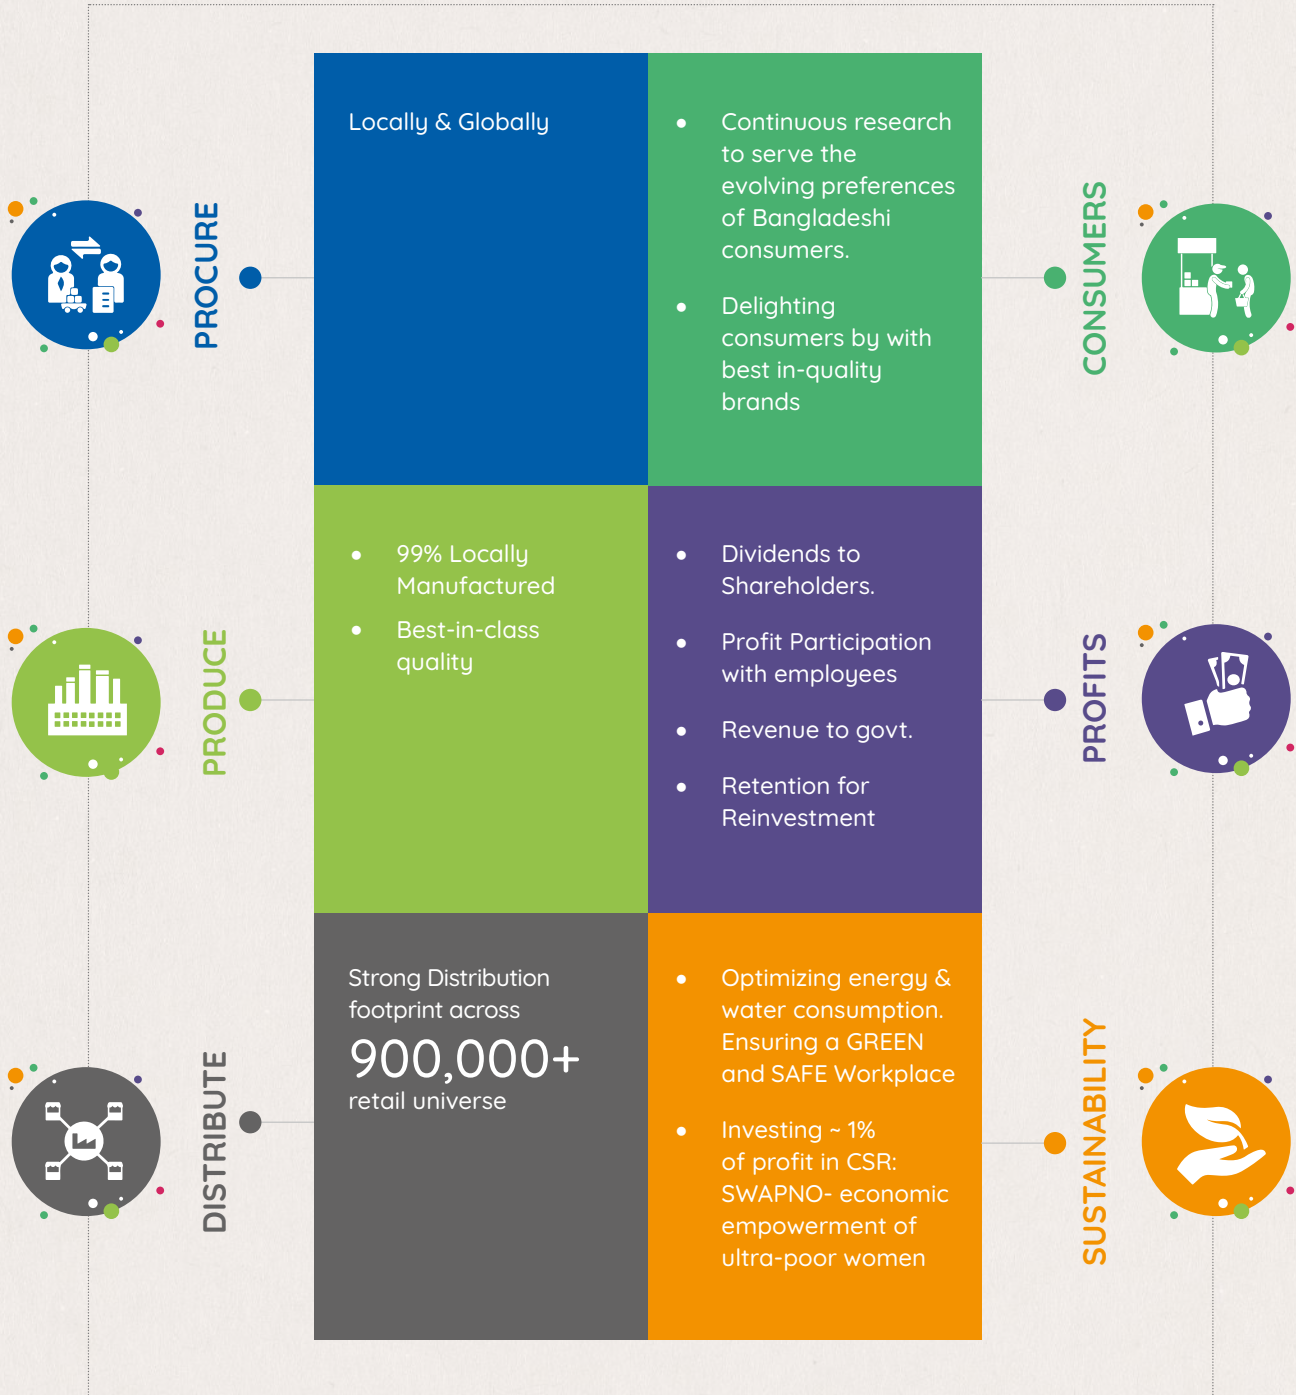 PROCURE
Locally & Globally
CONSUMERS
● Continuous research
to serve the
evolving preferences
of Bangladeshi
consumers.
● Delighting
consumers by with
best in-quality
brands
PRODUCE
● 99% Locally
Manufactured
● Best-in-class
quality
PROFITS
● Dividends to
Shareholders.
● Profit Participation
with employees
● Revenue to govt.
● Retention for
Reinvestment
DISTRIBUTE
Strong Distribution
footprint across
900,000+
retail universe
SUSTAINABILITY
● Optimizing energy &
water consumption.
Ensuring a GREEN
and SAFE Workplace
● Investing ~ 1%
of profit in CSR:
SWAPNO- economic
empowerment of
ultra-poor women